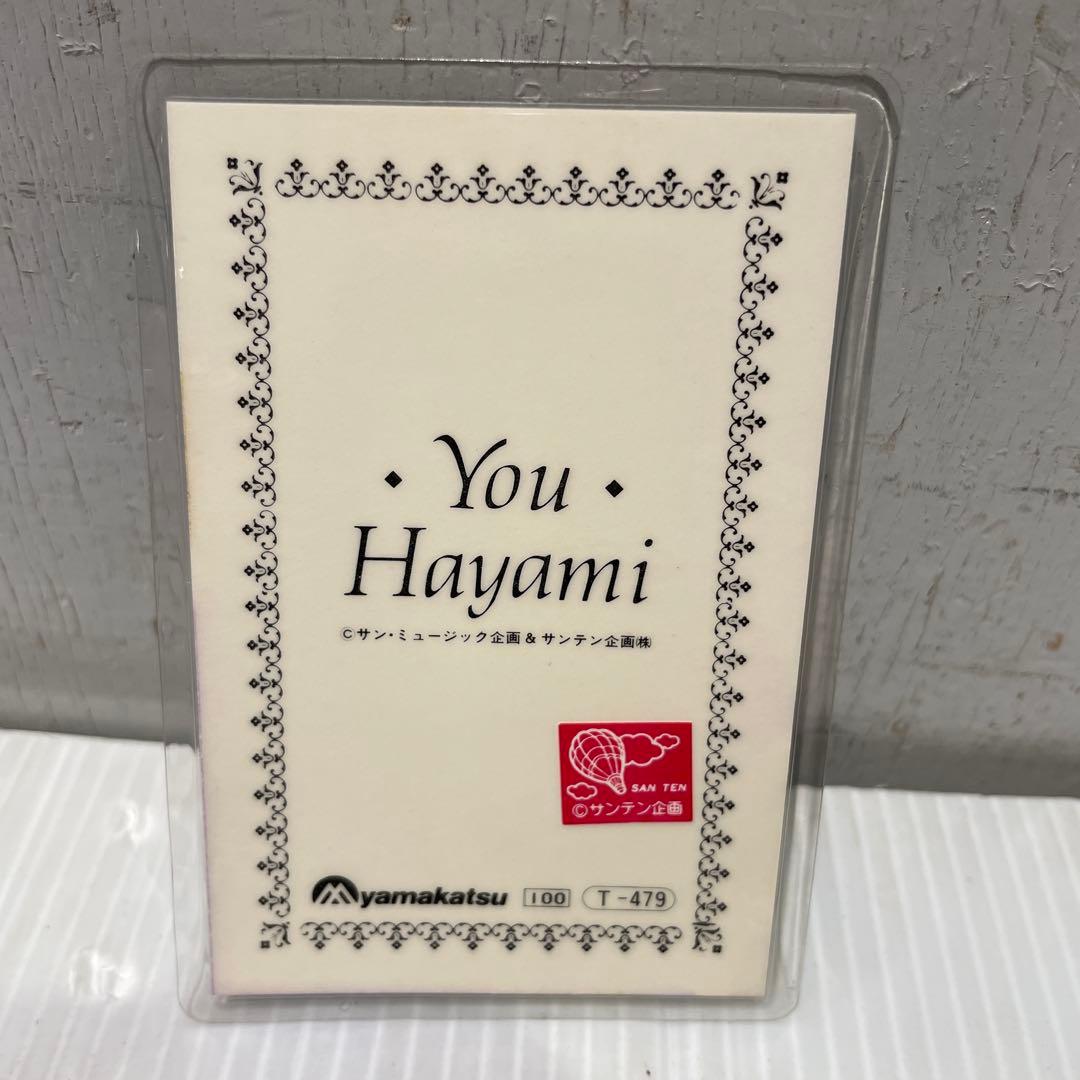 • You •
Hayami
©サン・ミュージック企画 & サンテン企画㈱
SAN TEN
©サンテン企画
yamakatsu 100 T-479